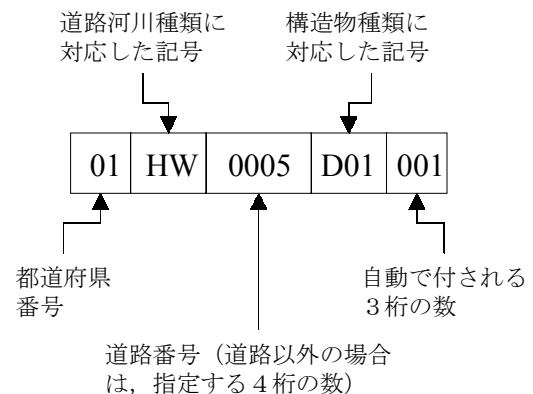 道路河川種類に
対応した記号
構造物種類に
対応した記号
01 HW 0005 D01 001
都道府県
番号
自動で付される
３桁の数
道路番号（道路以外の場合
は，指定する４桁の数）